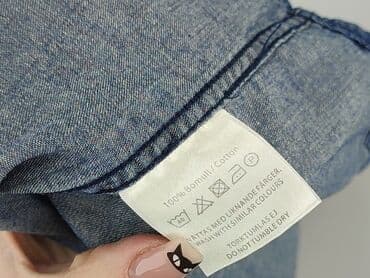 100% Bomull / Cotton
TVÄTTAS MED LIKNANDE FÄRGER.
WASH WITH SIMILAR COLOURS
TORKTUMLAS EJ
DO NOT TUMBLE DRY